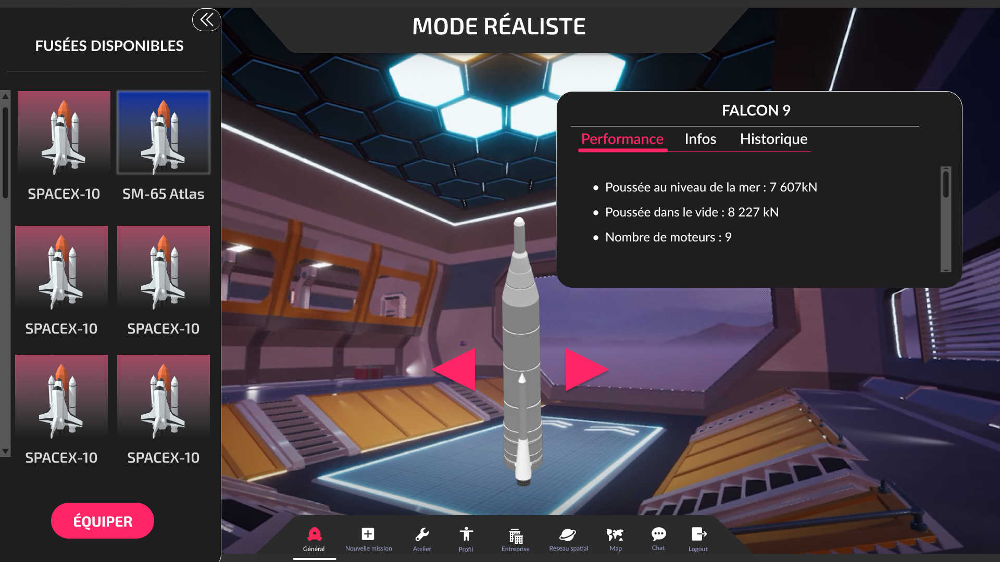 MODE RÉALISTE
FUSÉES DISPONIBLES
SPACEX-10
SM-65 Atlas
SPACEX-10
SPACEX-10
SPACEX-10
SPACEX-10
ÉQUIPER
FALCON 9
Performance Infos Historique
• Poussée au niveau de la mer : 7 607kN
• Poussée dans le vide : 8 227 kN
• Nombre de moteurs : 9
Général Nouvelle mission Atelier Profil Entreprise Réseau spatial Map Chat Logout